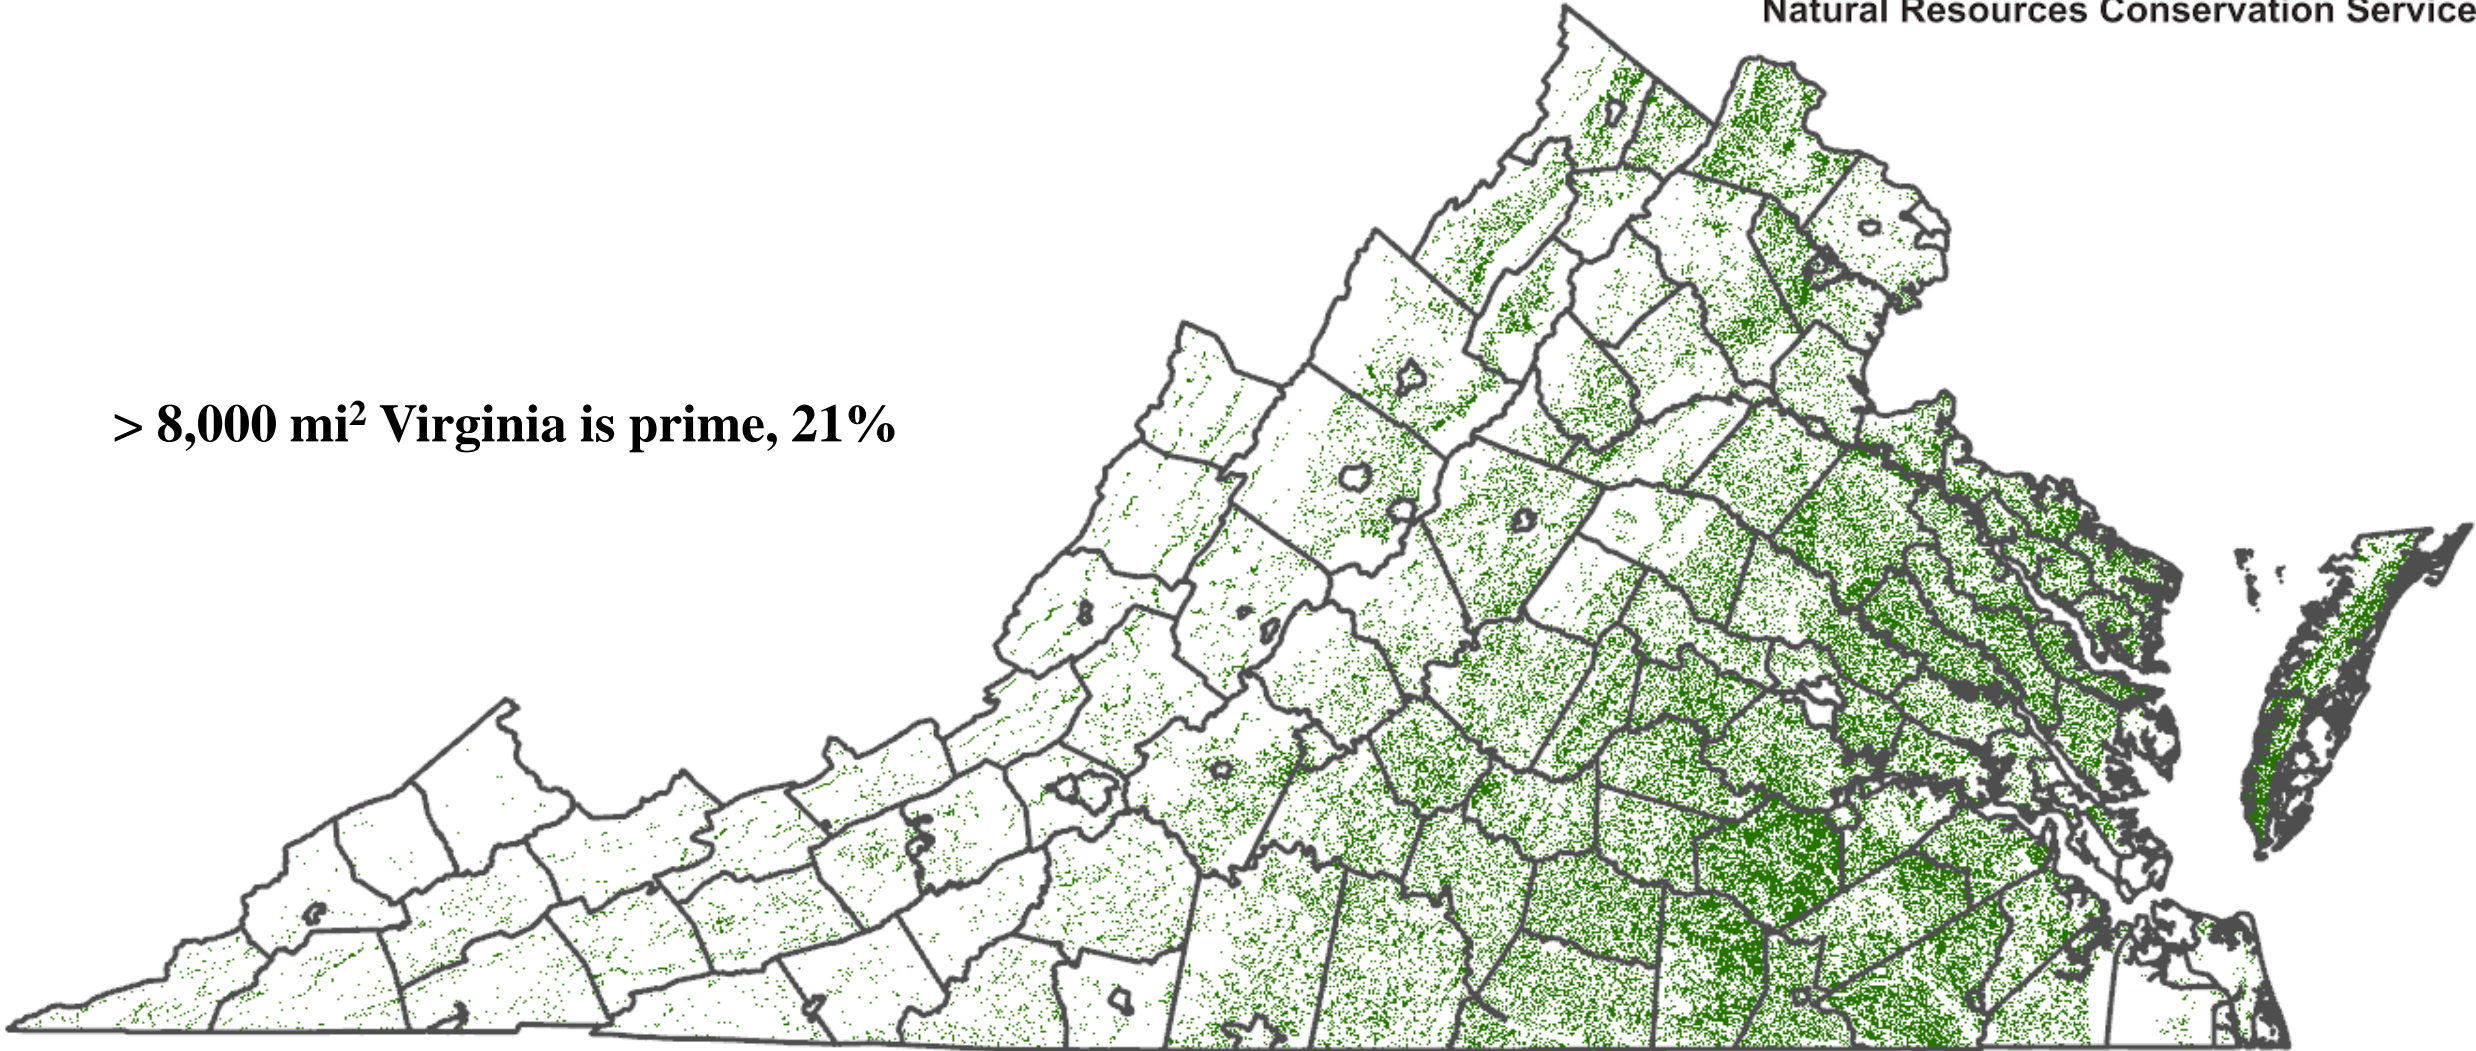 Natural Resources Conservation Service
> 8,000 mi² Virginia is prime, 21%